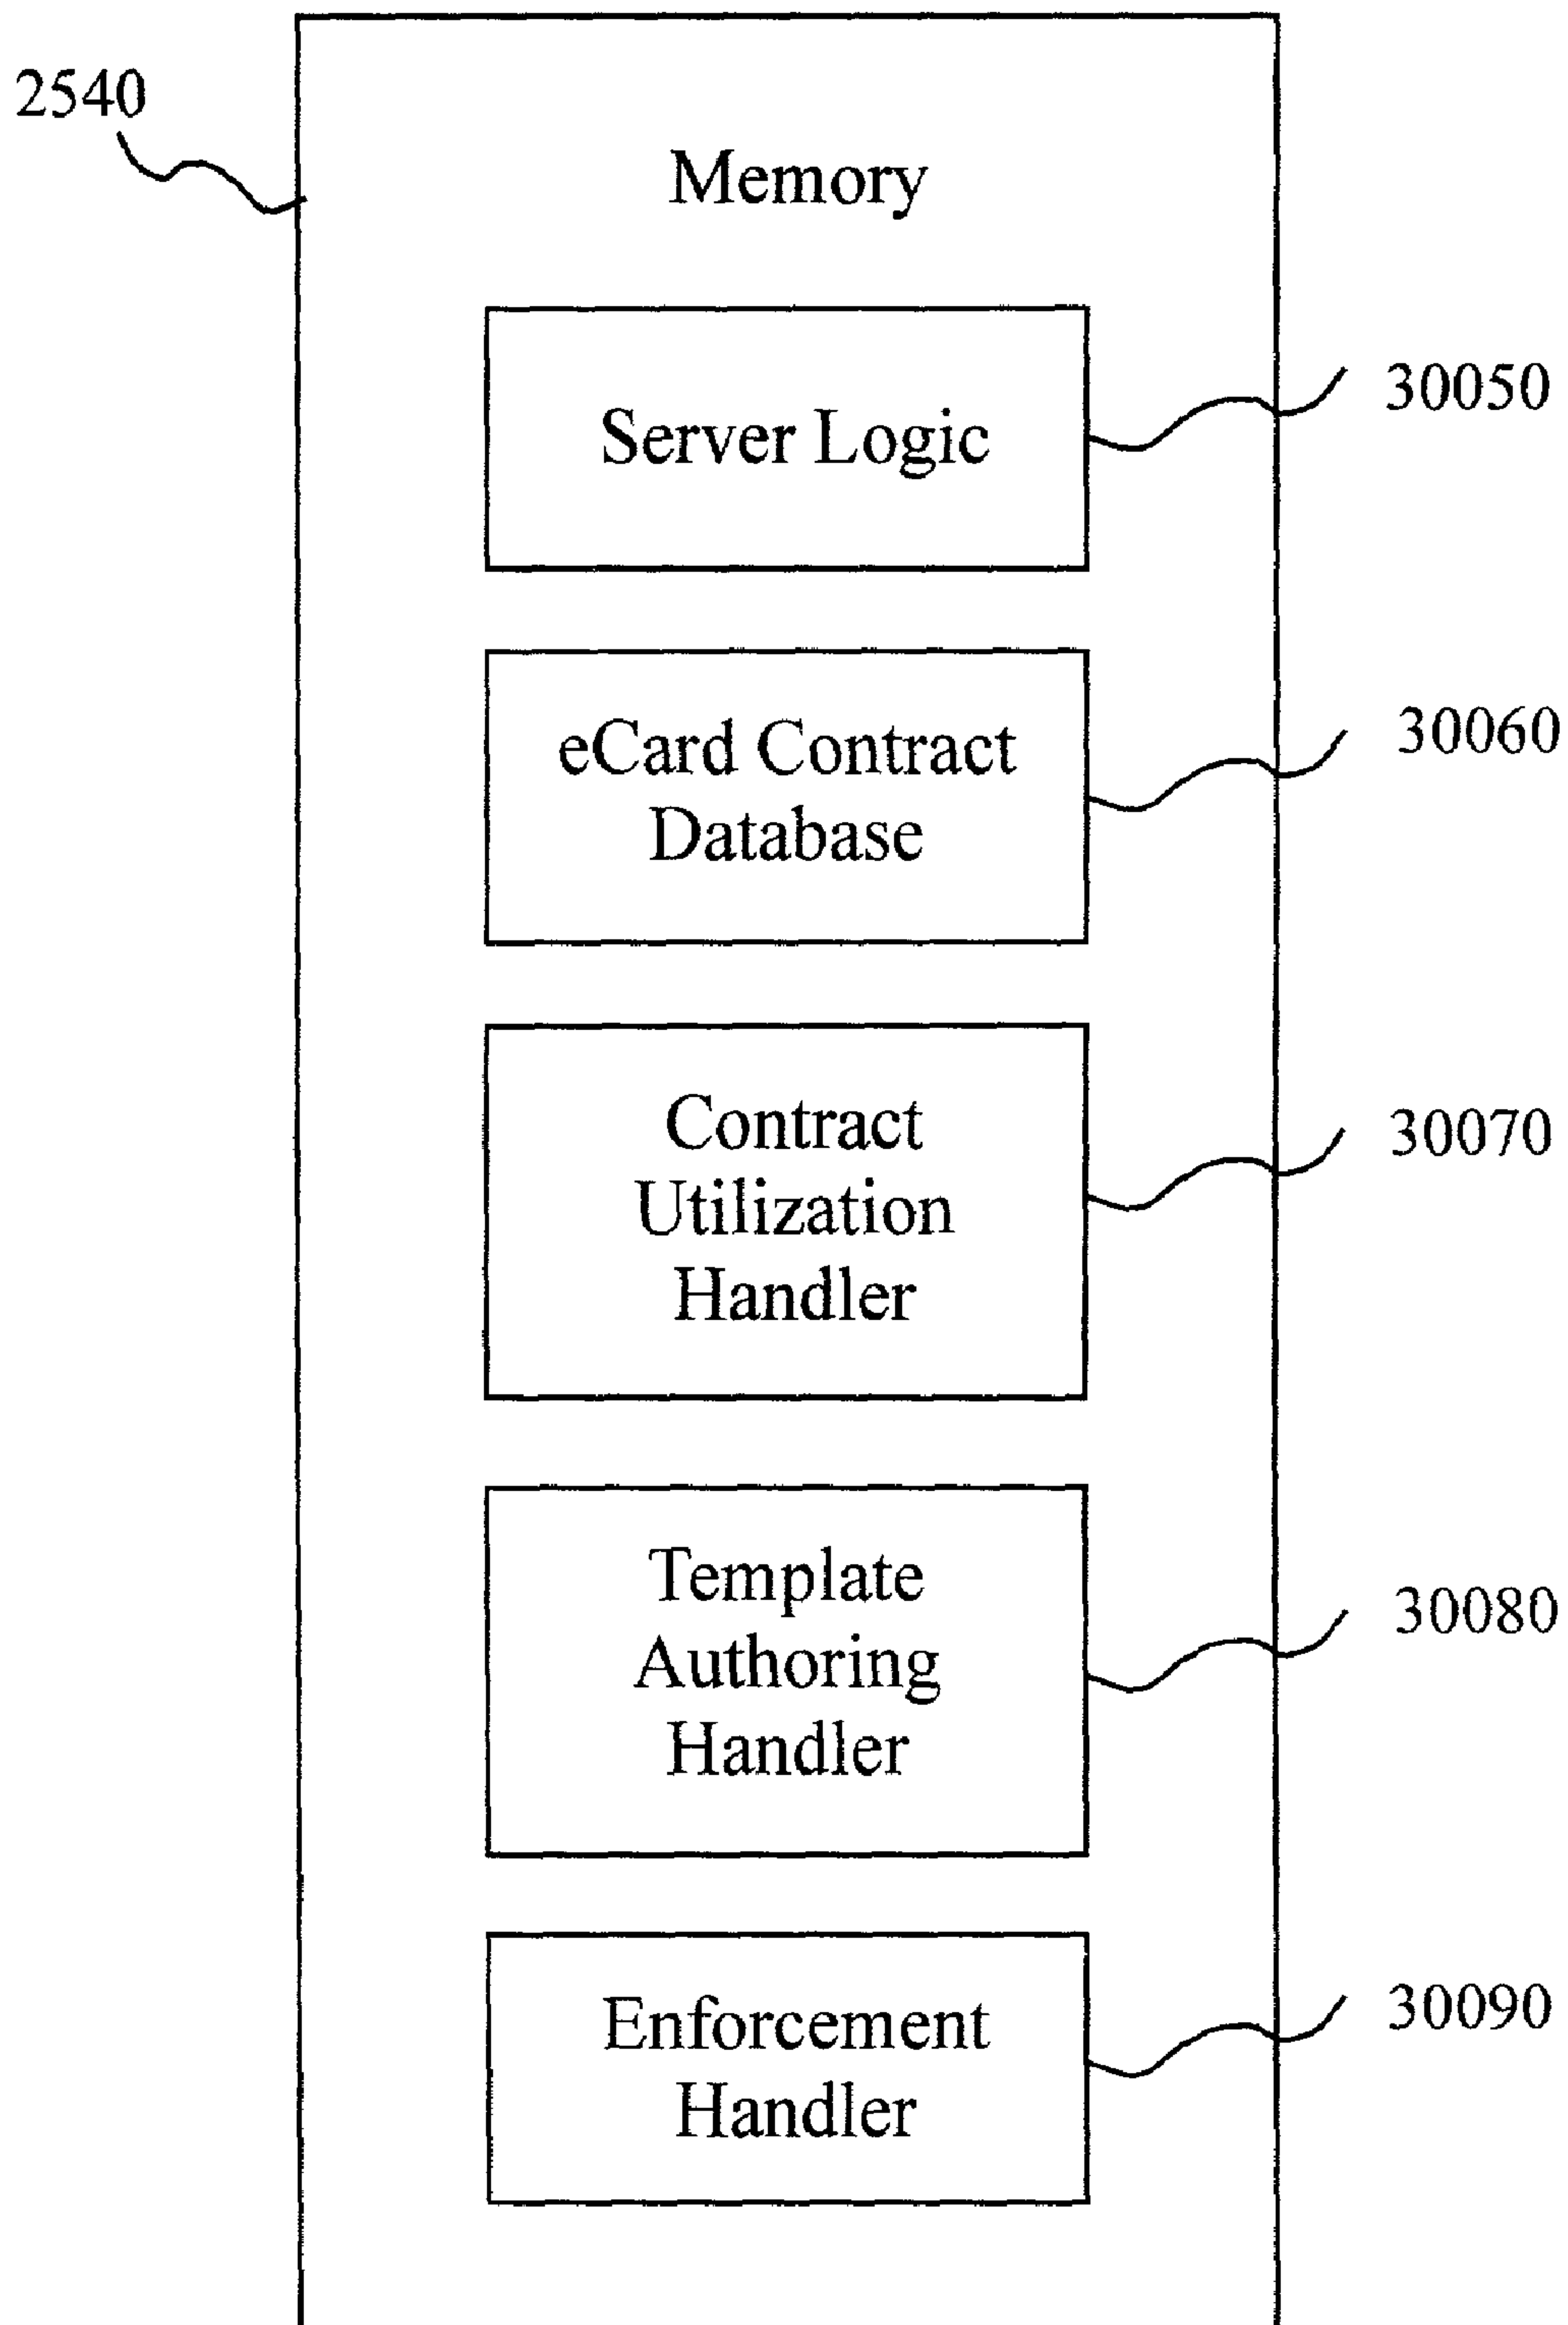 2540
Memory
Server Logic
30050
eCard Contract
Database
30060
Contract
Utilization
Handler
30070
Template
Authoring
Handler
30080
Enforcement
Handler
30090